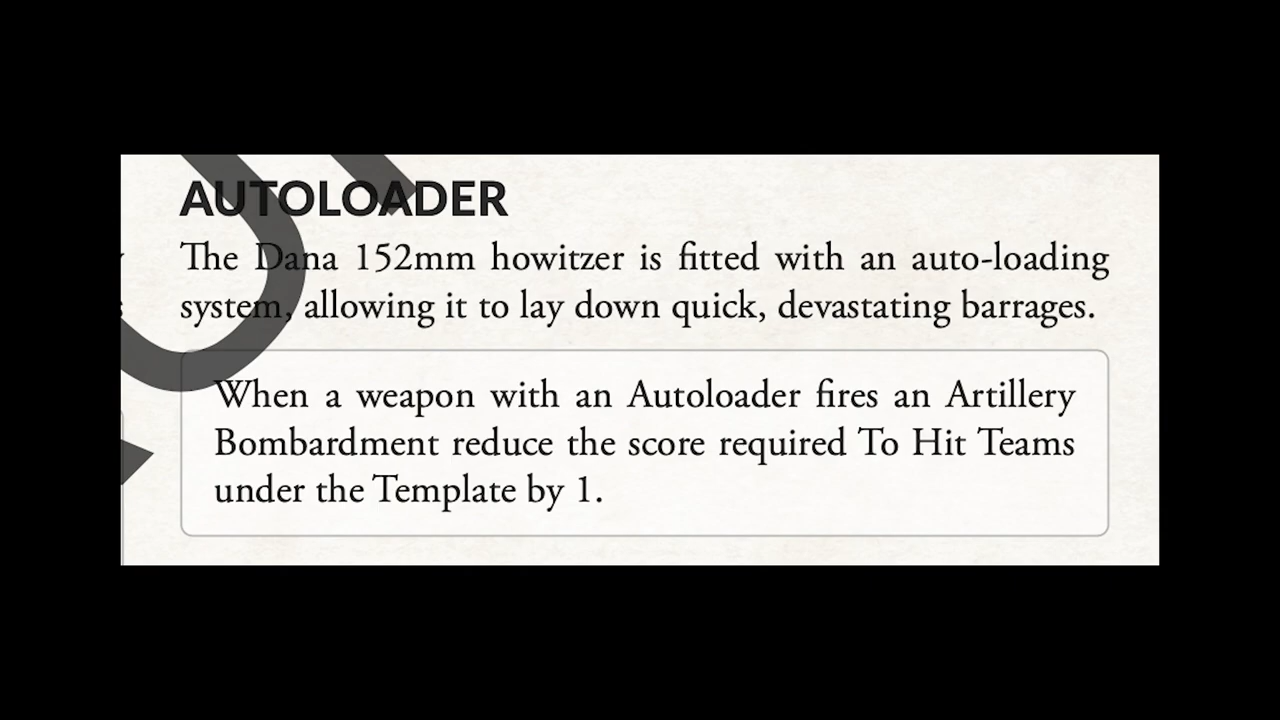 AUTOLOADER
The Dana 152mm howitzer is fitted with an auto-loading
system, allowing it to lay down quick, devastating barrages.
When a weapon with an Autoloader fires an Artillery
Bombardment reduce the score required To Hit Teams
under the Template by 1.